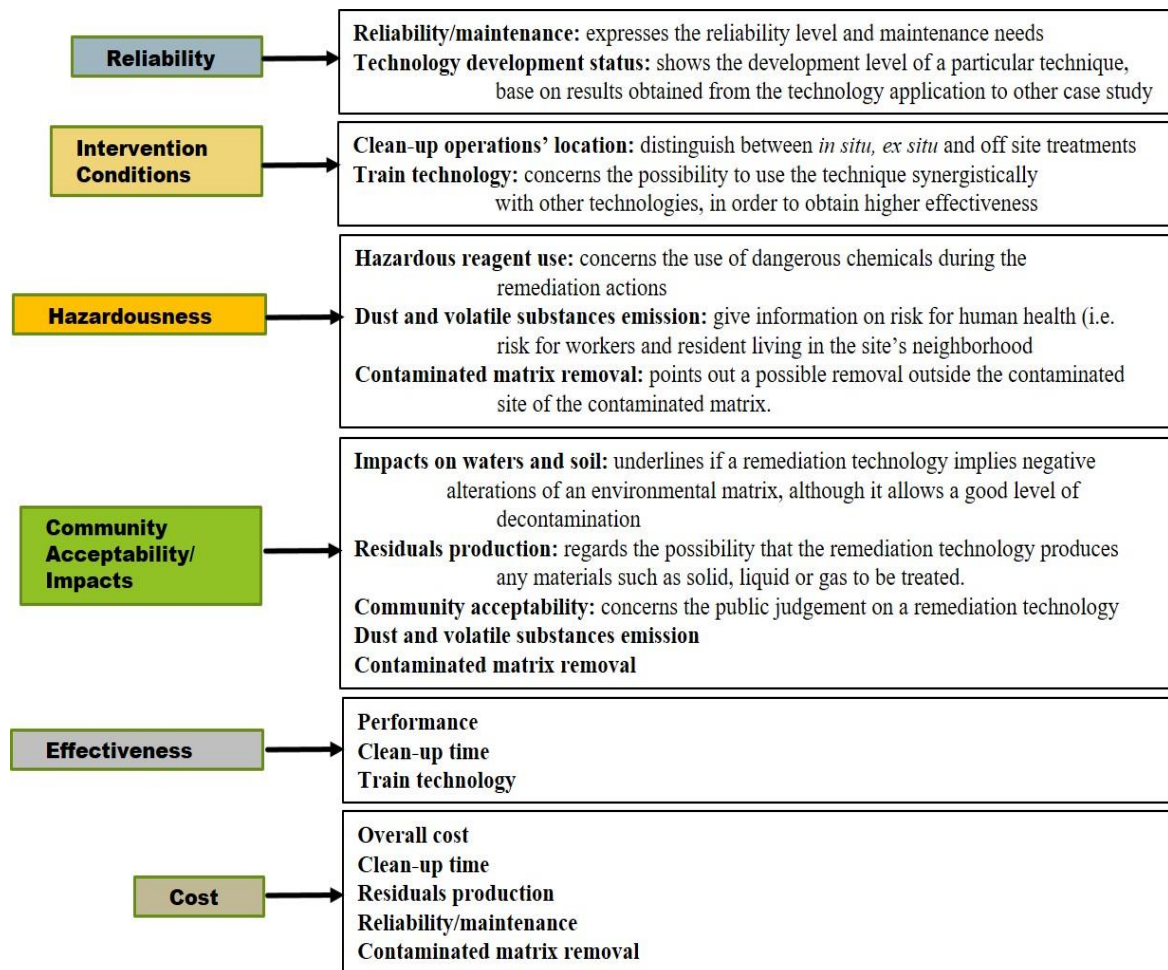 Reliability
Reliability/maintenance: expresses the reliability level and maintenance needs
Technology development status: shows the development level of a particular technique,
base on results obtained from the technology application to other case study
Intervention
Conditions
Clean-up operations’ location: distinguish between in situ, ex situ and off site treatments
Train technology: concerns the possibility to use the technique synergistically
with other technologies, in order to obtain higher effectiveness
Hazardousness
Hazardous reagent use: concerns the use of dangerous chemicals during the
remediation actions
Dust and volatile substances emission: give information on risk for human health (i.e.
risk for workers and resident living in the site’s neighborhood
Contaminated matrix removal: points out a possible removal outside the contaminated
site of the contaminated matrix.
Community
Acceptability/
Impacts
Impacts on waters and soil: underlines if a remediation technology implies negative
alterations of an environmental matrix, although it allows a good level of
decontamination
Residuals production: regards the possibility that the remediation technology produces
any materials such as solid, liquid or gas to be treated.
Community acceptability: concerns the public judgement on a remediation technology
Dust and volatile substances emission
Contaminated matrix removal
Effectiveness
Performance
Clean-up time
Train technology
Cost
Overall cost
Clean-up time
Residuals production
Reliability/maintenance
Contaminated matrix removal